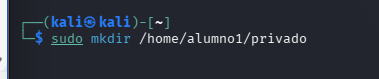 ┌──(kali㉿kali)-[~]
└─$ sudo mkdir /home/alumno1/privado